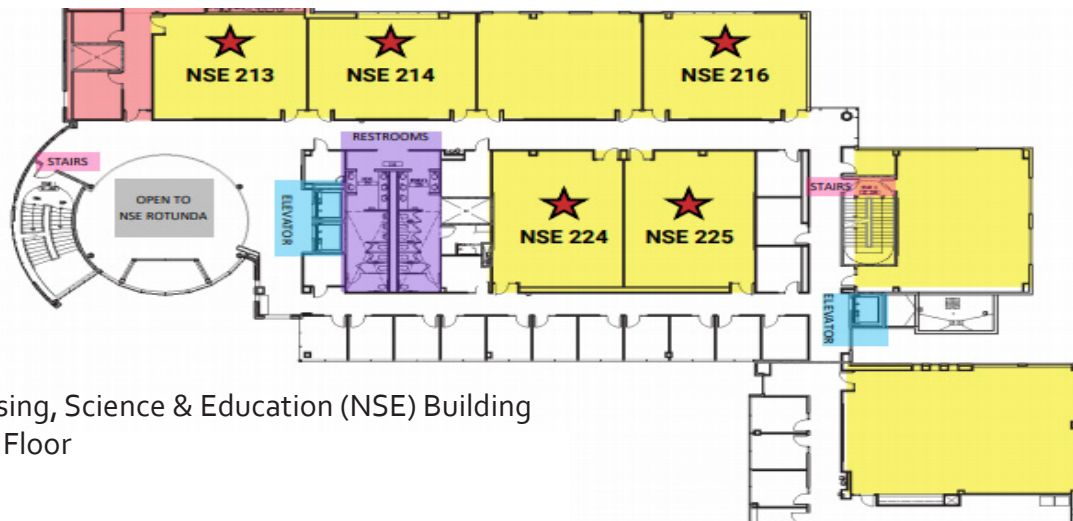 NSE 213
NSE 214
NSE 216
RESTROOMS
STAIRS
OPEN TO
NSE ROTUNDA
ELEVATOR
NSE 224
NSE 225
STAIRS
ELEVATOR
sing, Science & Education (NSE) Building
Floor